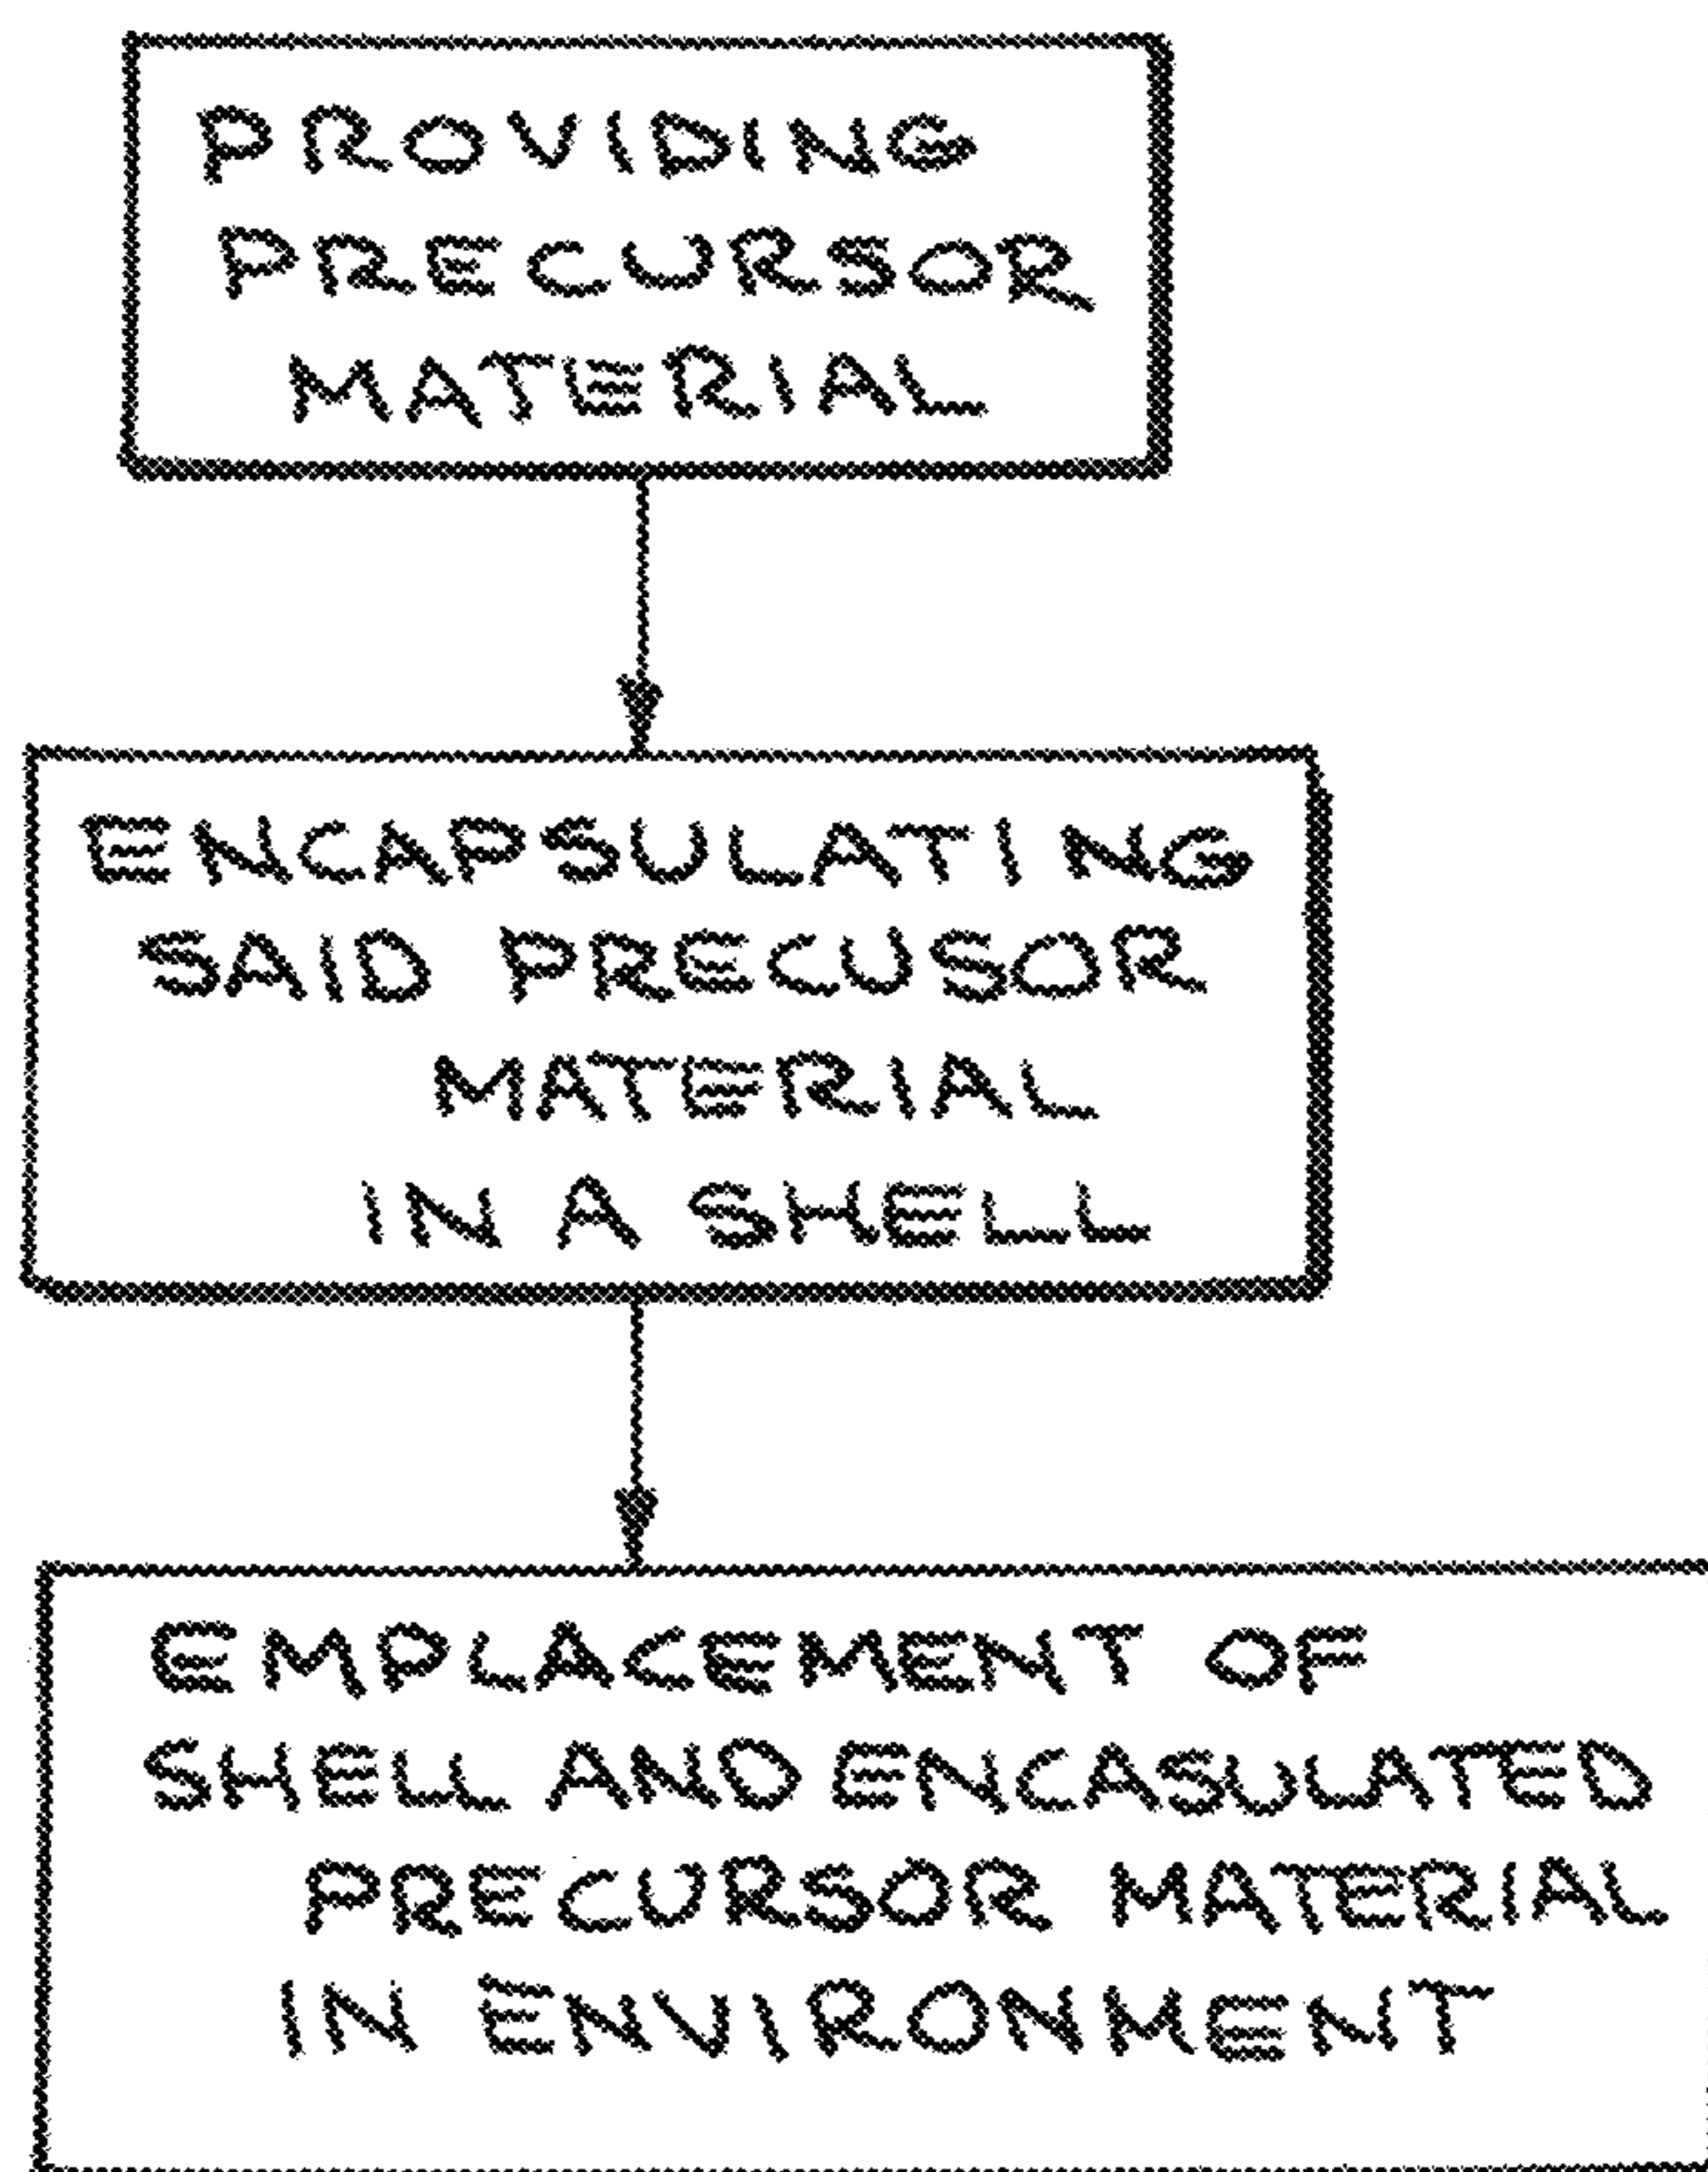 PROVIDING
PRECURSOR
MATERIAL
ENCAPSULATING
SAID PRECUSOR
MATERIAL
IN A SHELL
EMPLACEMENT OF
SHELL AND ENCASULATED
PRECURSOR MATERIAL
IN ENVIRONMENT